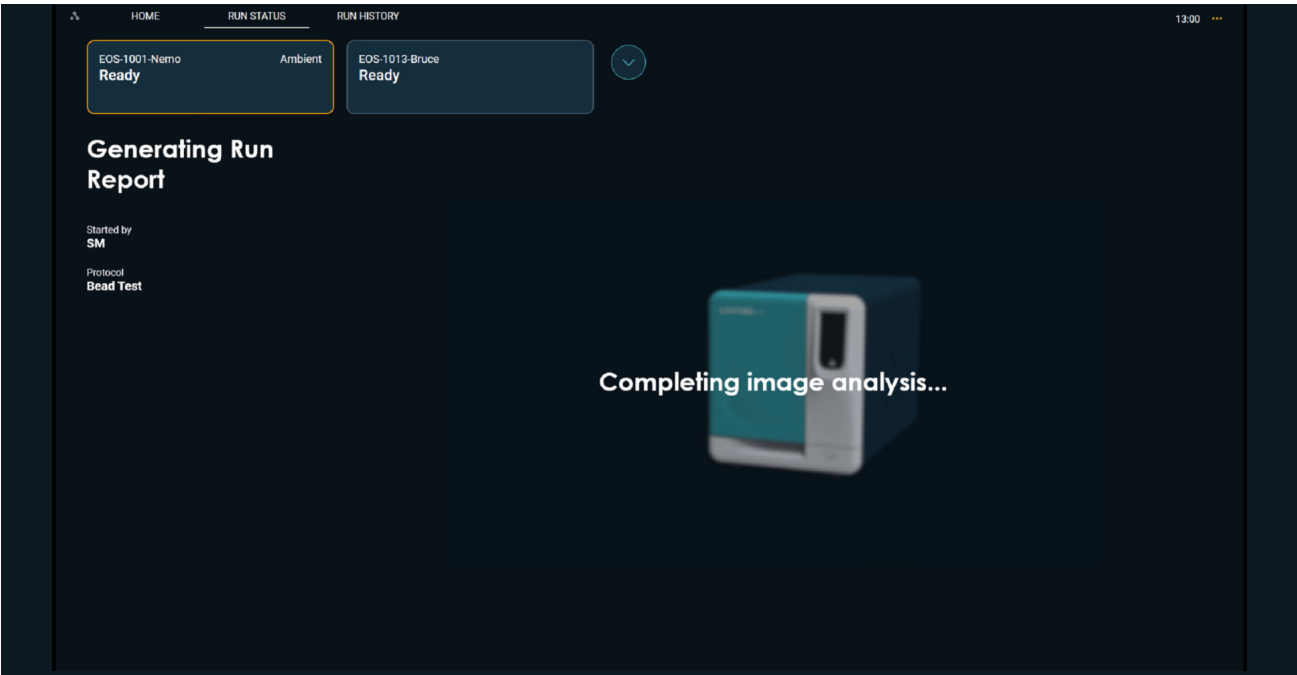 HOME RUN STATUS RUN HISTORY 13:00
EOS-1001-Nemo Ambient
Ready
EOS-1013-Bruce
Ready
Generating Run
Report
Started by
SM
Protocol
Bead Test
Completing image analysis...